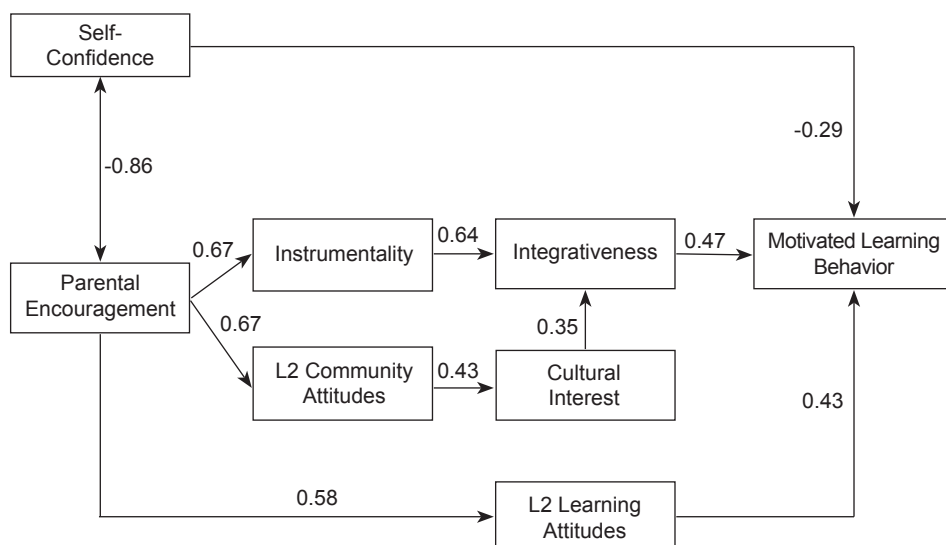 Self-
Confidence
-0.29
-0.86
0.67
Instrumentality
0.64
Integrativeness
0.47
Motivated Learning
Behavior
Parental
Encouragement
0.67
0.35
L2 Community
Attitudes
0.43
Cultural
Interest
0.43
0.58
L2 Learning
Attitudes